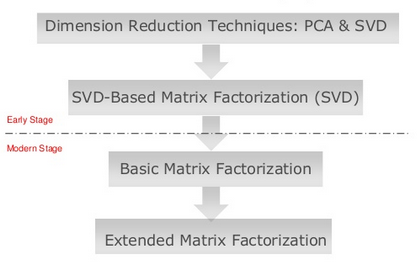 Dimension Reduction Techniques: PCA & SVD
SVD-Based Matrix Factorization (SVD)
Early Stage
Modern Stage
Basic Matrix Factorization
Extended Matrix Factorization